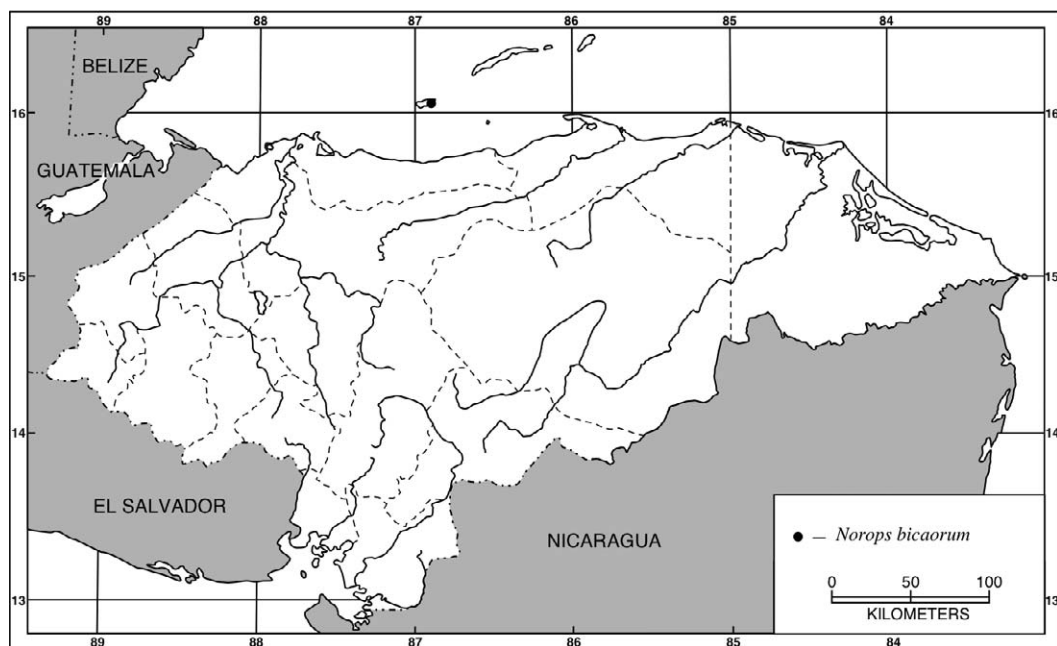 89 88 87 86 85 84
BELIZE
16 16
GUATEMALA
15 15
14 14
EL SALVADOR
NICARAGUA
● – Norops bicaorum
0 50 100
KILOMETERS
13 13
89 88 87 86 85 84